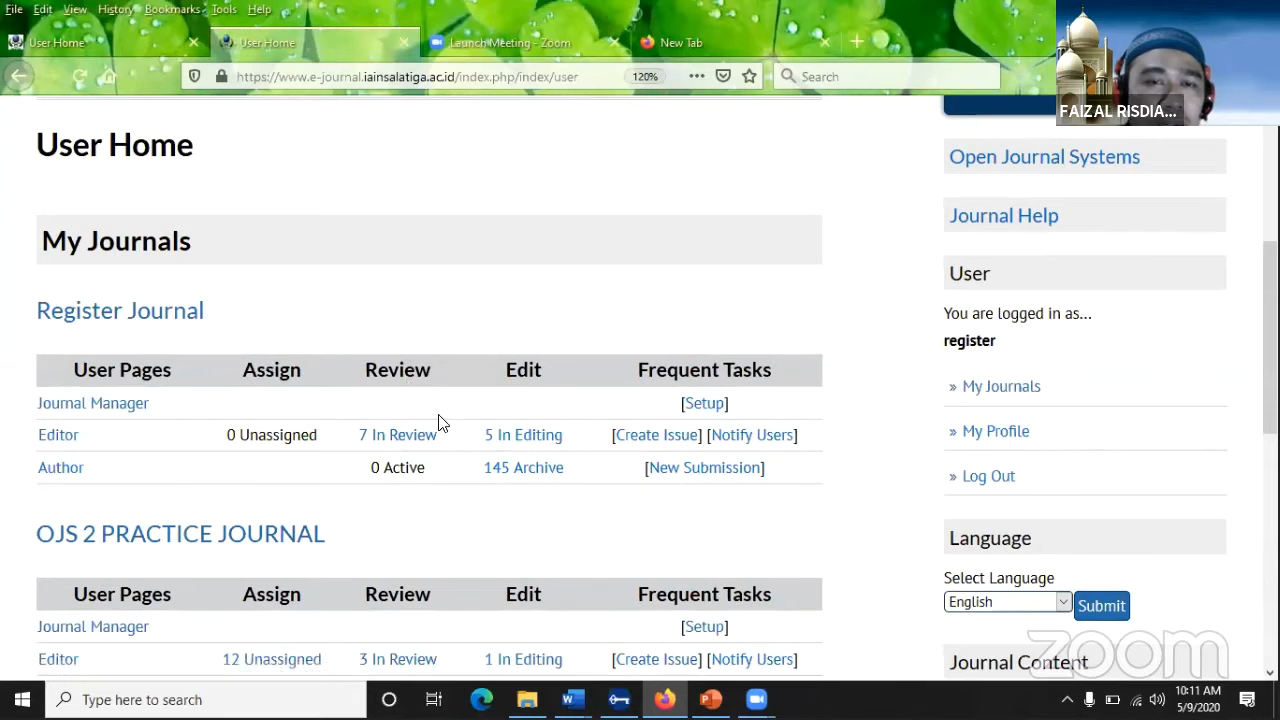 File Edit View History Bookmarks Tools Help
User Home
User Home
Launch Meeting - Zoom
New Tab
https://www.e-journal.iainsalatiga.ac.id/index.php/index/user
120%
Search
FAIZAL RISDIA...
User Home
My Journals
Register Journal
User Pages Assign Review Edit Frequent Tasks
Journal Manager [Setup]
Editor 0 Unassigned 7 In Review 5 In Editing [Create Issue] [Notify Users]
Author 0 Active 145 Archive [New Submission]
OJS 2 PRACTICE JOURNAL
User Pages Assign Review Edit Frequent Tasks
Journal Manager [Setup]
Editor 12 Unassigned 3 In Review 1 In Editing [Create Issue] [Notify Users]
Open Journal Systems
Journal Help
User
You are logged in as...
register
» My Journals
» My Profile
» Log Out
Language
Select Language
English
Submit
Journal Content
zoom
Type here to search
10:11 AM
5/9/2020